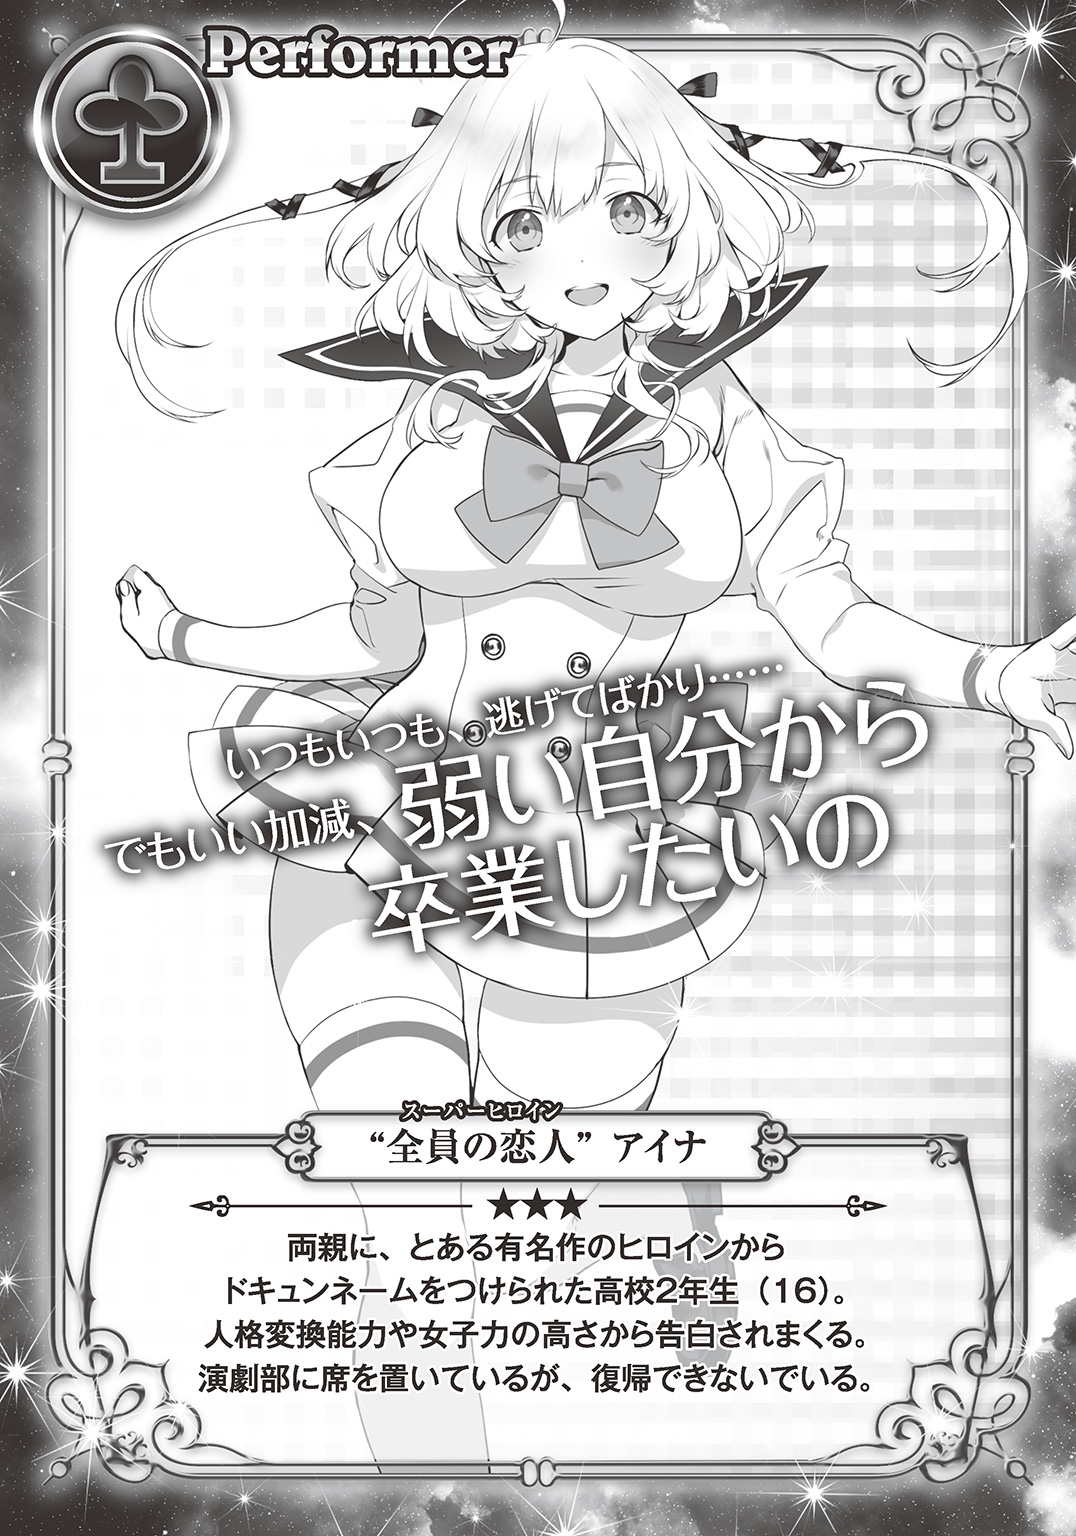 Performer
いつもいつも、逃げてばかり……
でもいい加減、弱い自分から
卒業したいの
スーパーヒロイン
“全員の恋人” アイナ
★★★
両親に、とある有名作のヒロインから
ドキュンネームをつけられた高校2年生（16）。
人格変換能力や女子力の高さから告白されまくる。
演劇部に席を置いているが、復帰できないでいる。